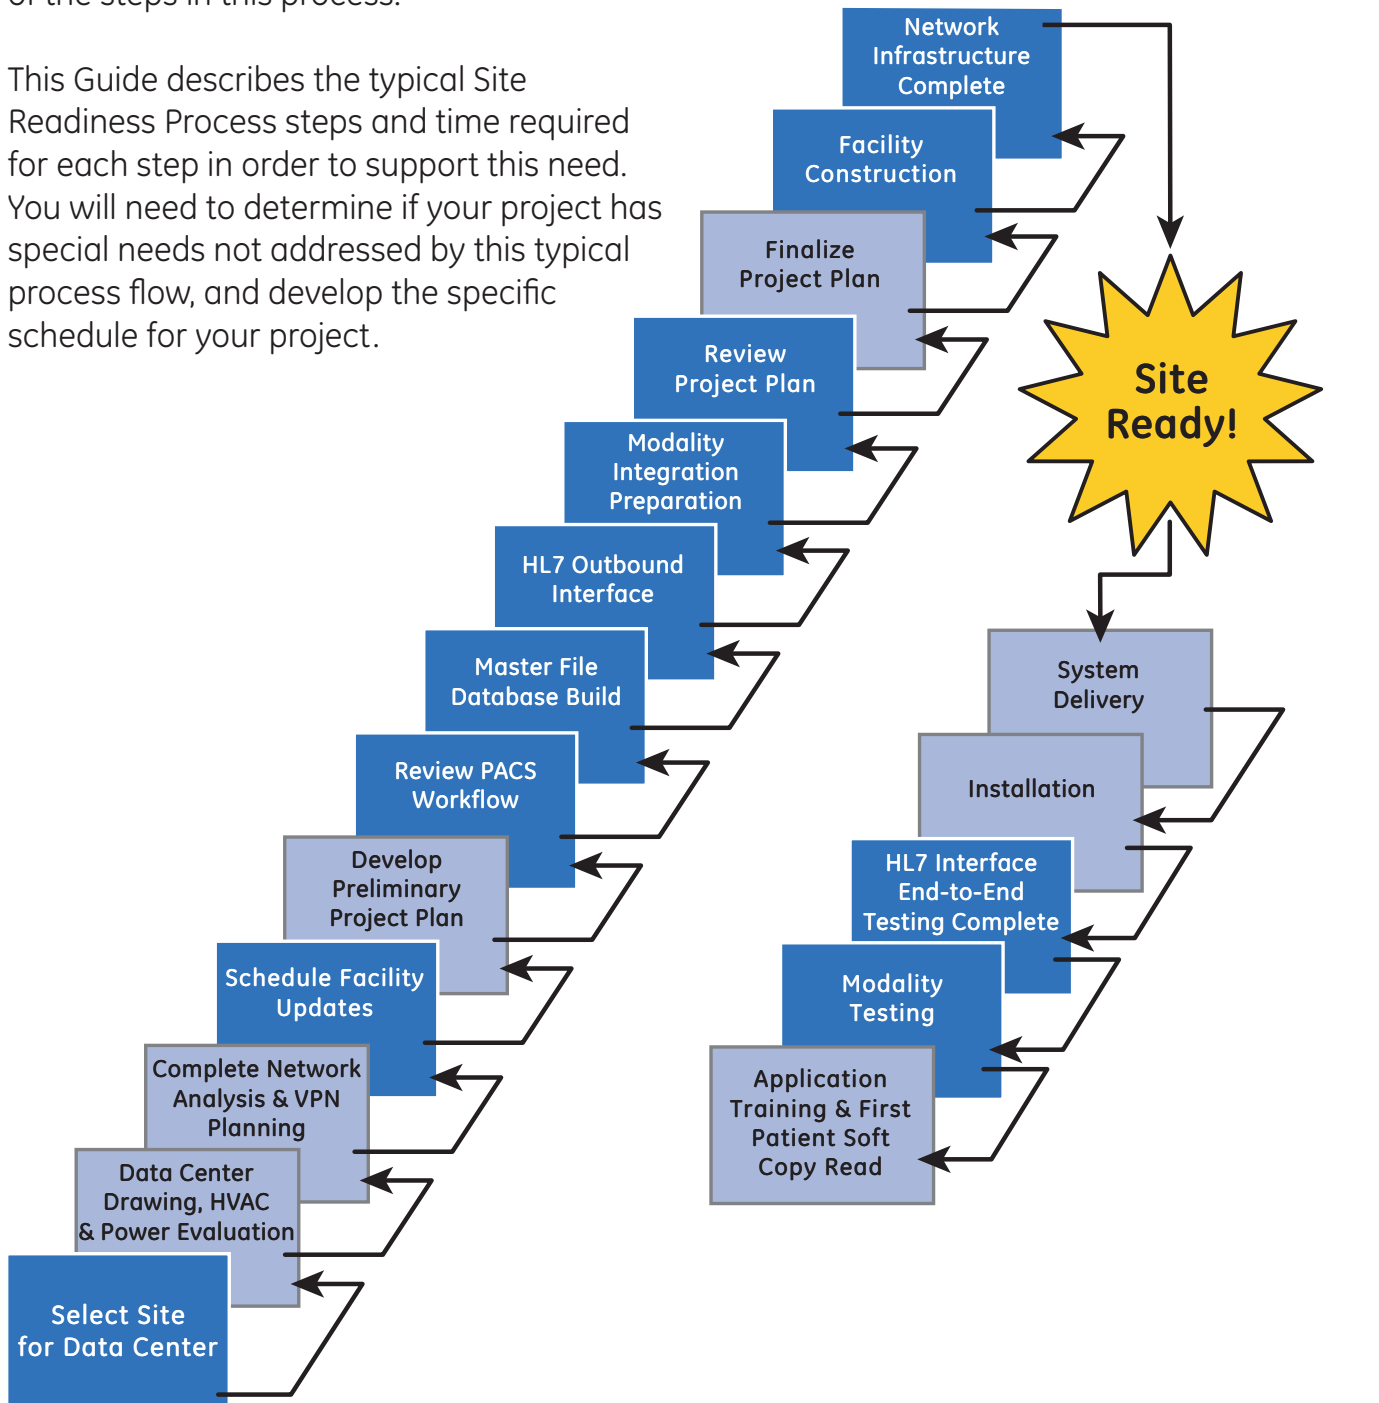 of the steps in this process.
This Guide describes the typical Site
Readiness Process steps and time required
for each step in order to support this need.
You will need to determine if your project has
special needs not addressed by this typical
process flow, and develop the specific
schedule for your project.
Network
Infrastructure
Complete
Facility
Construction
Finalize
Project Plan
Review
Project Plan
Modality
Integration
Preparation
HL7 Outbound
Interface
Master File
Database Build
Review PACS
Workflow
Develop
Preliminary
Project Plan
Schedule Facility
Updates
Complete Network
Analysis & VPN
Planning
Data Center
Drawing, HVAC
& Power Evaluation
Select Site
for Data Center
Site
Ready!
System
Delivery
Installation
HL7 Interface
End-to-End
Testing Complete
Modality
Testing
Application
Training & First
Patient Soft
Copy Read